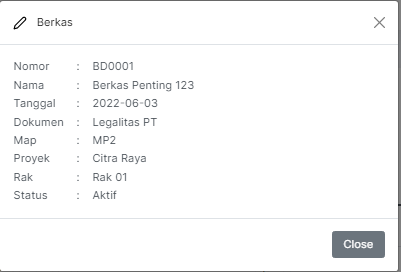 Berkas
Nomor : BD0001
Nama : Berkas Penting 123
Tanggal : 2022-06-03
Dokumen : Legalitas PT
Map : MP2
Proyek : Citra Raya
Rak : Rak 01
Status : Aktif
Close